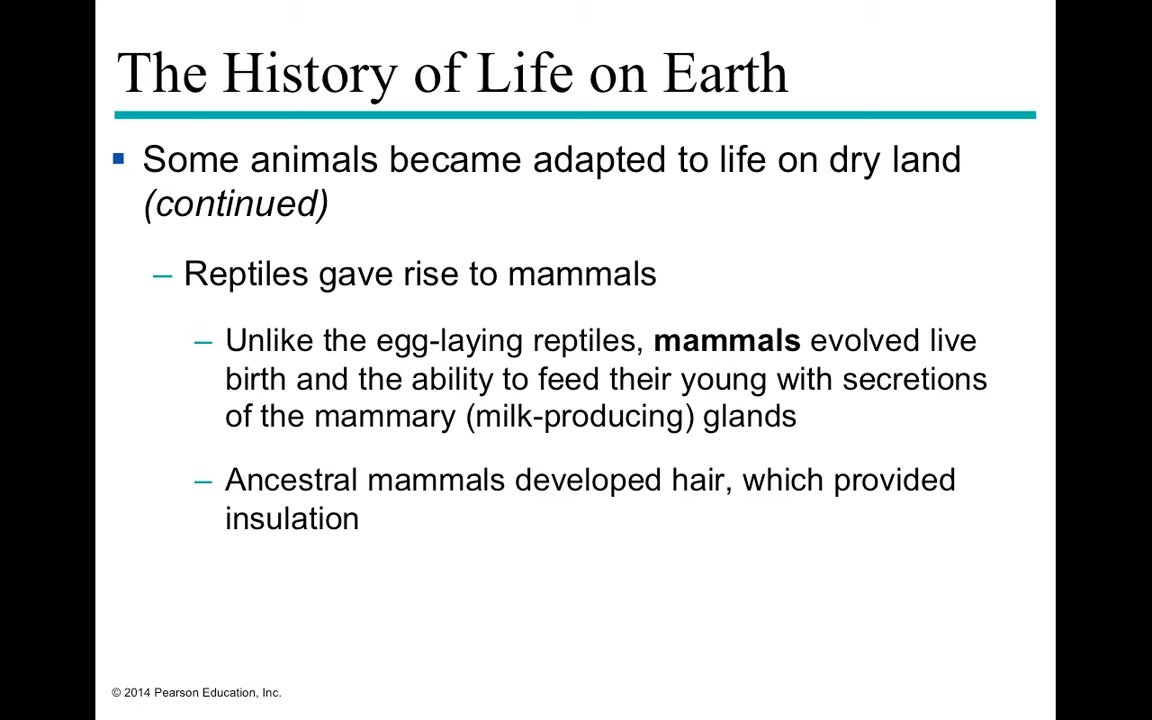 The History of Life on Earth
▪ Some animals became adapted to life on dry land
(continued)
– Reptiles gave rise to mammals
– Unlike the egg-laying reptiles, mammals evolved live
birth and the ability to feed their young with secretions
of the mammary (milk-producing) glands
– Ancestral mammals developed hair, which provided
insulation
© 2014 Pearson Education, Inc.